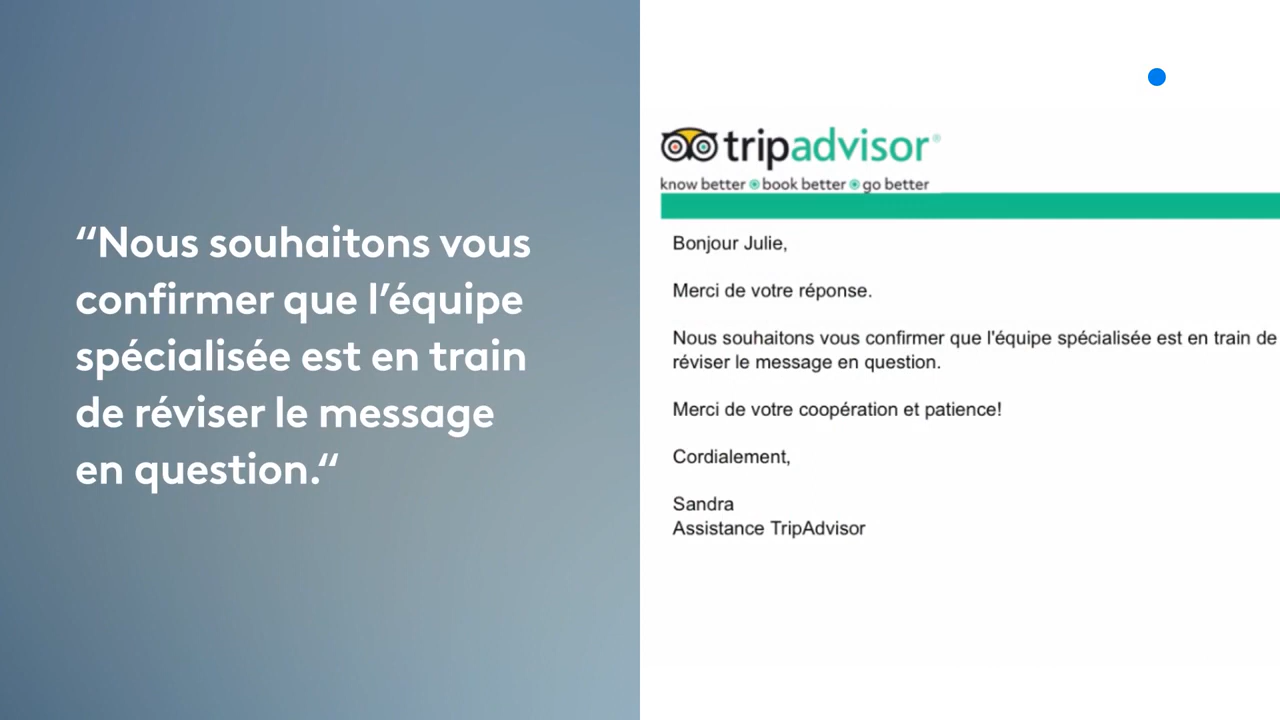 “Nous souhaitons vous
confirmer que l’équipe
spécialisée est en train
de réviser le message
en question.“
tripadvisor®
know better book better go better
Bonjour Julie,
Merci de votre réponse.
Nous souhaitons vous confirmer que l'équipe spécialisée est en train de
réviser le message en question.
Merci de votre coopération et patience!
Cordialement,
Sandra
Assistance TripAdvisor